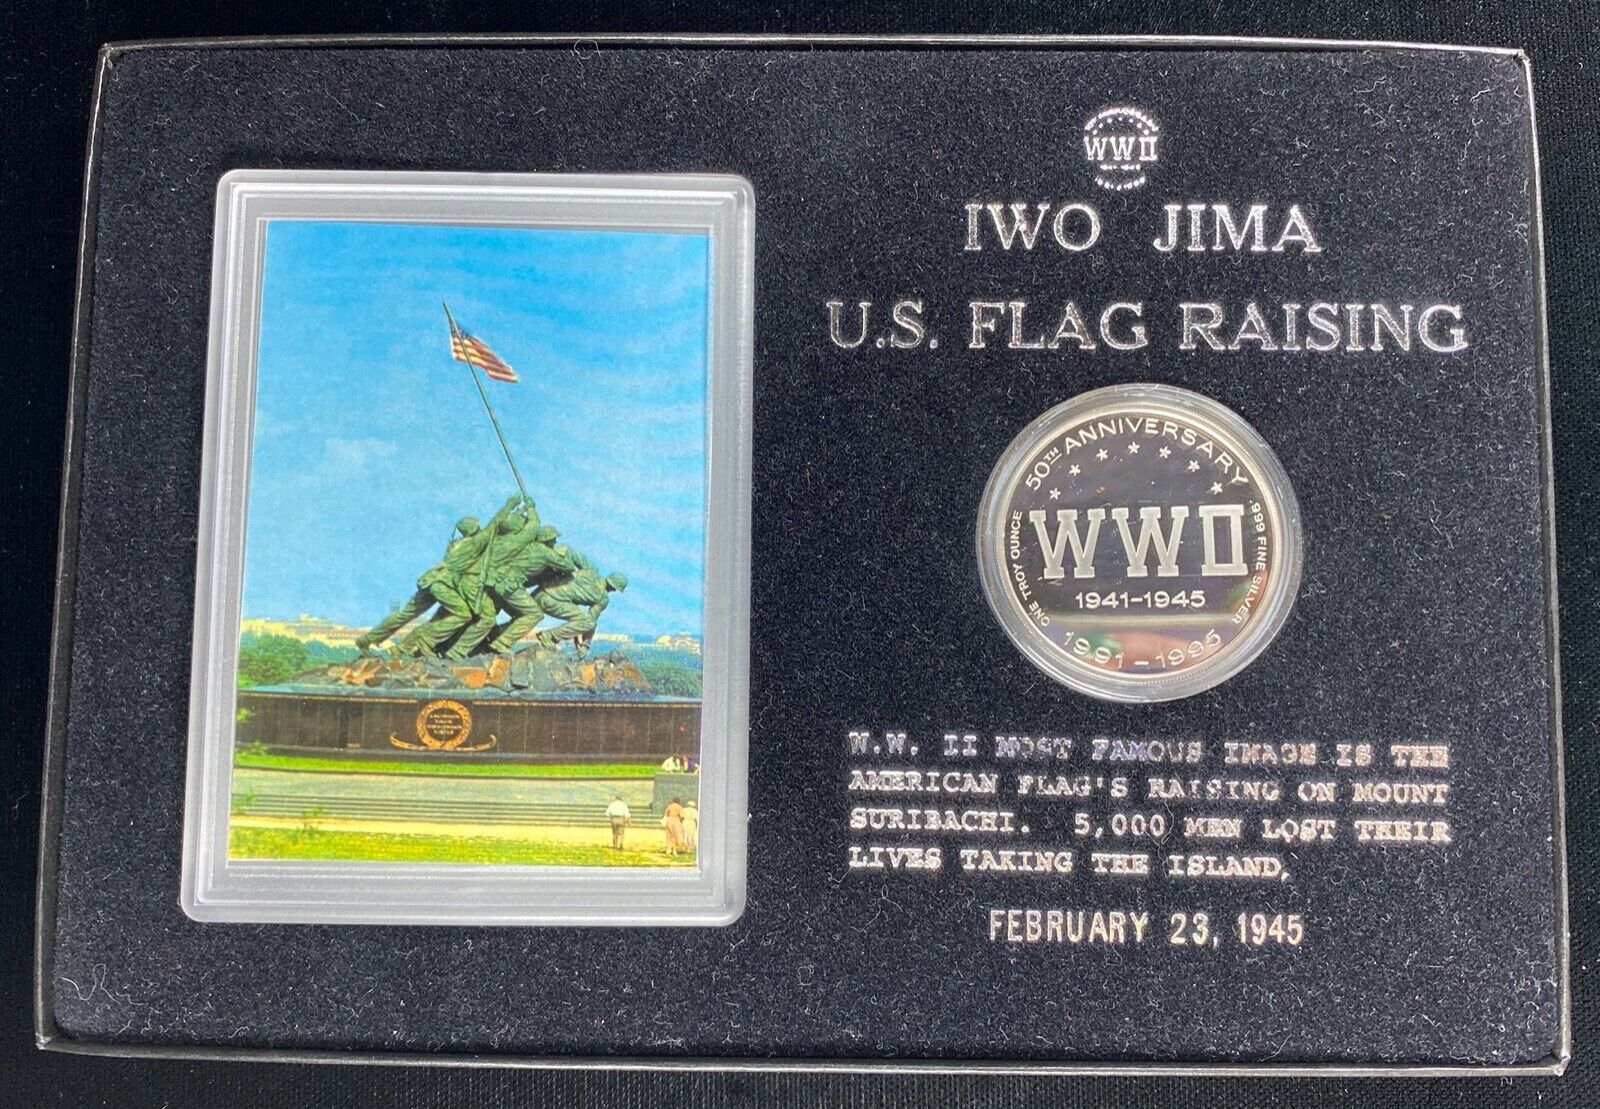 WWII
IWO JIMA
U.S. FLAG RAISING
50TH ANNIVERSARY
ONE TROY OUNCE
.999 FINE SILVER
WWII
1941-1945
1991-1995
W.W. II MOST FAMOUS IMAGE IS THE
AMERICAN FLAG'S RAISING ON MOUNT
SURIBACHI. 5,000 MEN LOST THEIR
LIVES TAKING THE ISLAND,
FEBRUARY 23, 1945